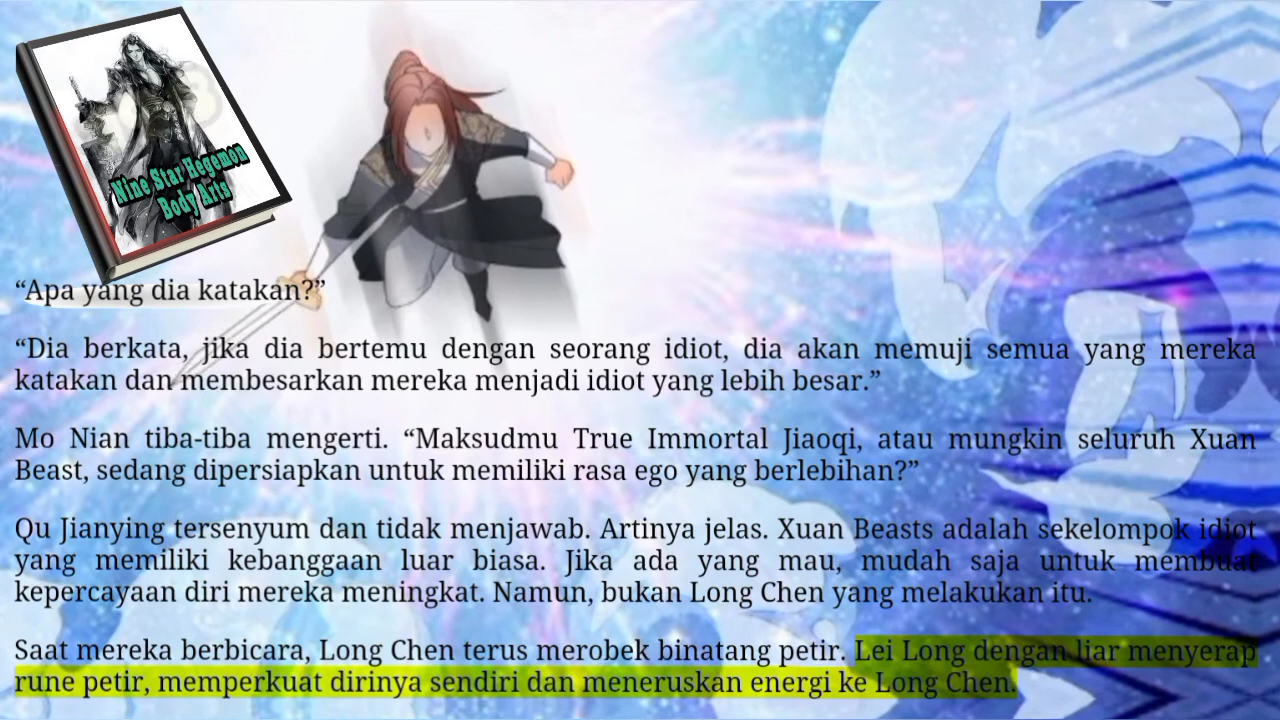 Nine Star Hegemon
Body Arts
“Apa yang dia katakan?”
“Dia berkata, jika dia bertemu dengan seorang idiot, dia akan memuji semua yang mereka
katakan dan membesarkan mereka menjadi idiot yang lebih besar.”
Mo Nian tiba-tiba mengerti. “Maksudmu True Immortal Jiaoqi, atau mungkin seluruh Xuan
Beast, sedang dipersiapkan untuk memiliki rasa ego yang berlebihan?”
Qu Jianying tersenyum dan tidak menjawab. Artinya jelas. Xuan Beasts adalah sekelompok idiot
yang memiliki kebanggaan luar biasa. Jika ada yang mau, mudah saja untuk membuat
kepercayaan diri mereka meningkat. Namun, bukan Long Chen yang melakukan itu.
Saat mereka berbicara, Long Chen terus merobek binatang petir. Lei Long dengan liar menyerap
rune petir, memperkuat dirinya sendiri dan meneruskan energi ke Long Chen.